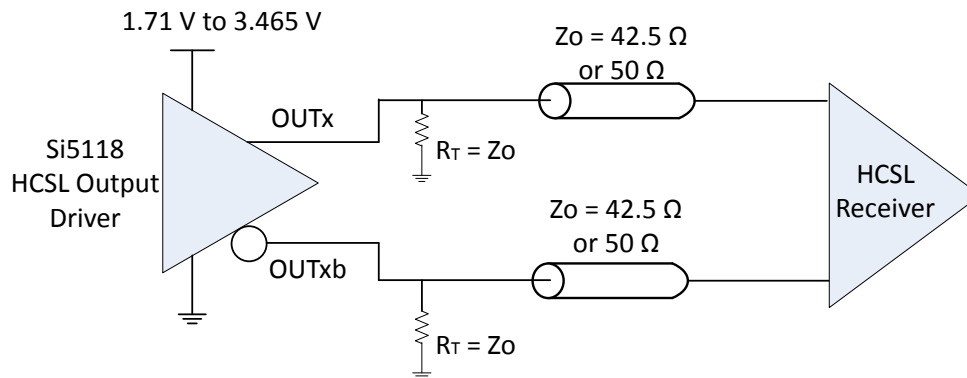 1.71 V to 3.465 V
Zo = 42.5 Ω
or 50 Ω
OUTx
Si5118
HCSL Output
Driver
RT = Zo
HCSL
Receiver
Zo = 42.5 Ω
or 50 Ω
OUTxb
RT = Zo